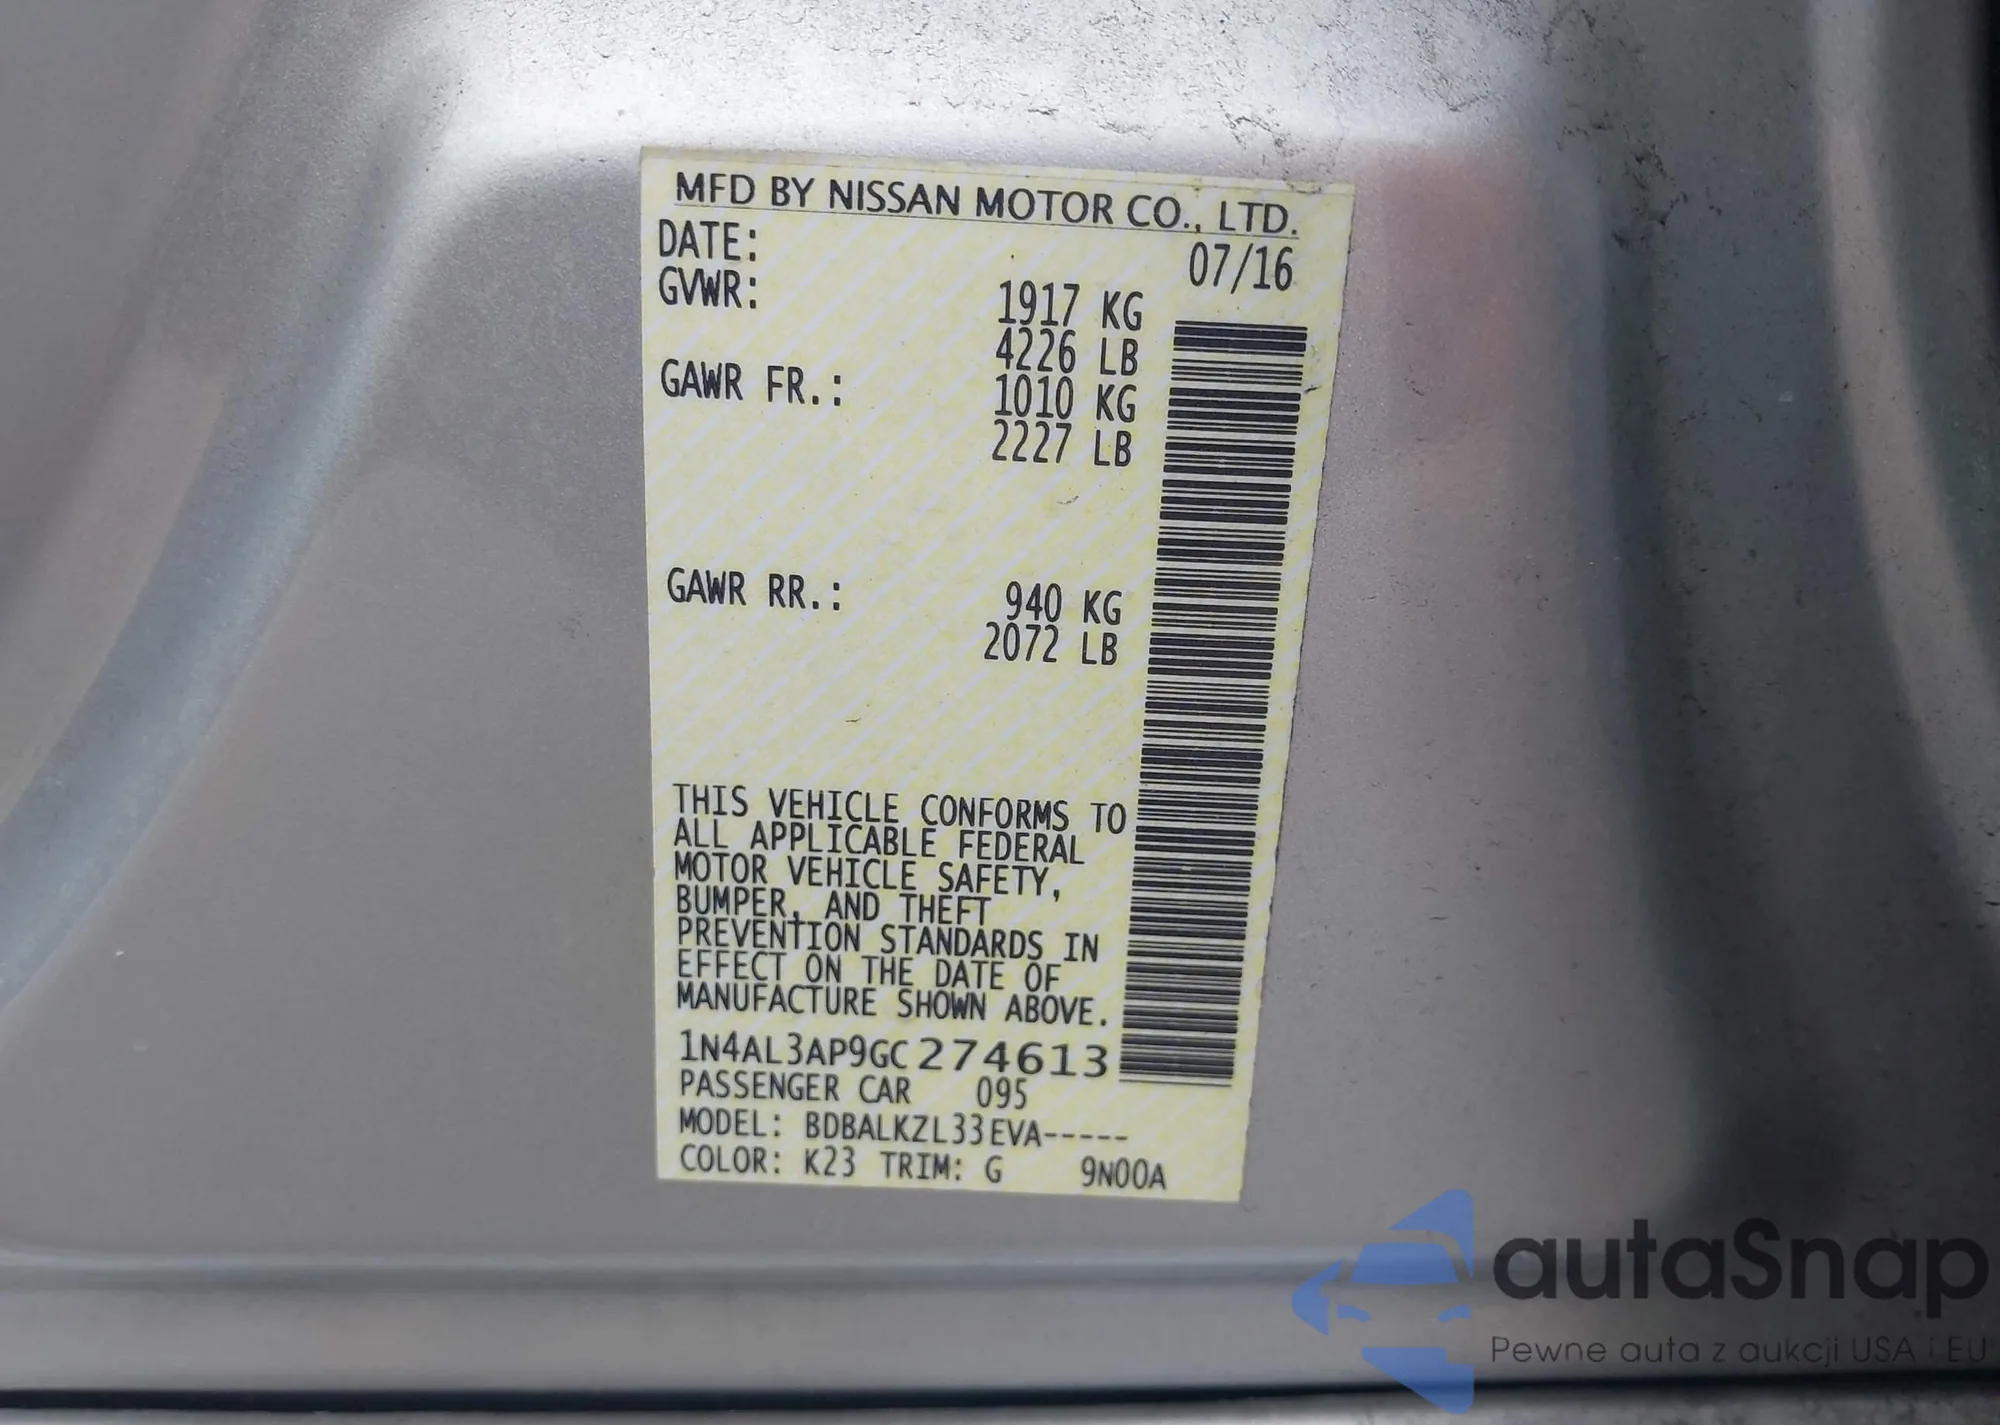 MFD BY NISSAN MOTOR CO., LTD.
DATE: 07/16
GVWR: 1917 KG
4226 LB
GAWR FR.: 1010 KG
2227 LB
GAWR RR.: 940 KG
2072 LB
THIS VEHICLE CONFORMS TO
ALL APPLICABLE FEDERAL
MOTOR VEHICLE SAFETY,
BUMPER, AND THEFT
PREVENTION STANDARDS IN
EFFECT ON THE DATE OF
MANUFACTURE SHOWN ABOVE.
1N4AL3AP9GC274613
PASSENGER CAR 095
MODEL: BDBALKZL33EVA-----
COLOR: K23 TRIM: G 9N00A
autaSnap
Pewne auta z aukcji USA i EU